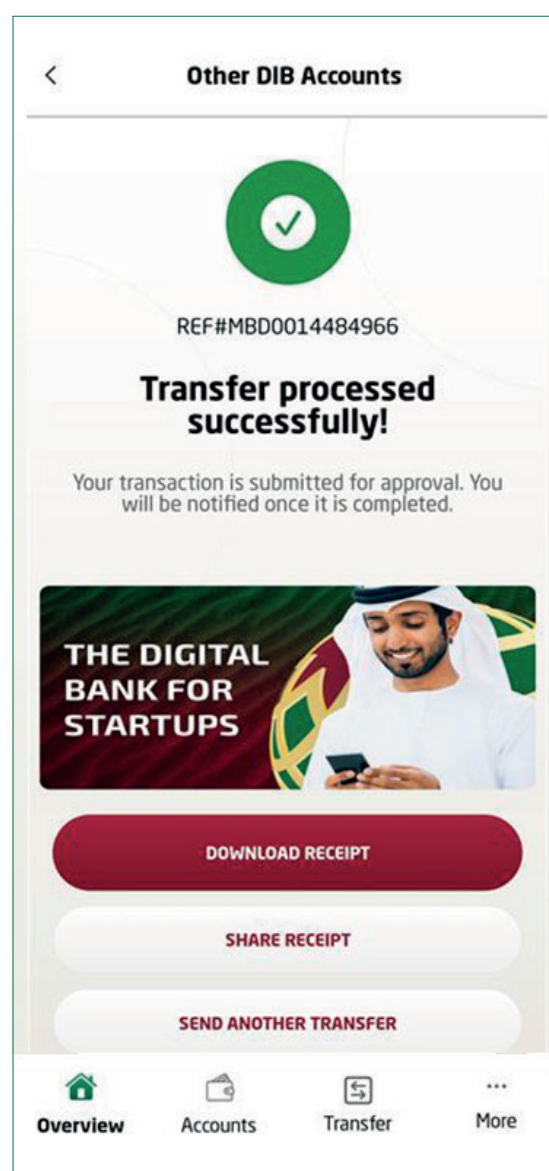 Other DIB Accounts
REF#MBD0014484966
Transfer processed
successfully!
Your transaction is submitted for approval. You
will be notified once it is completed.
THE DIGITAL
BANK FOR
STARTUPS
DOWNLOAD RECEIPT
SHARE RECEIPT
SEND ANOTHER TRANSFER
Overview Accounts Transfer More